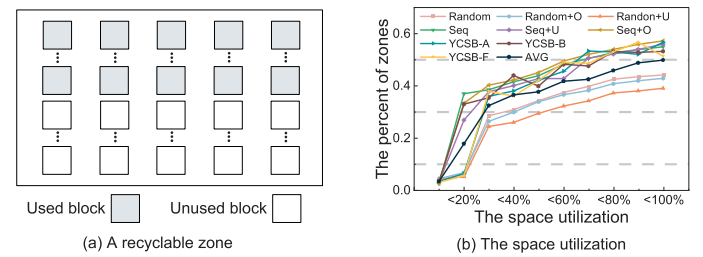 Used block
Unused block
(a) A recyclable zone
The percent of zones
0.6
0.4
0.2
0.0
Random
Random+O
Randon+U
Seq
Seq+U
Seq+O
YCSB-A
YCSB-B
YCSB-F
AVG
<20%
<40%
<60%
<80%
<100%
The space utilization
(b) The space utilization